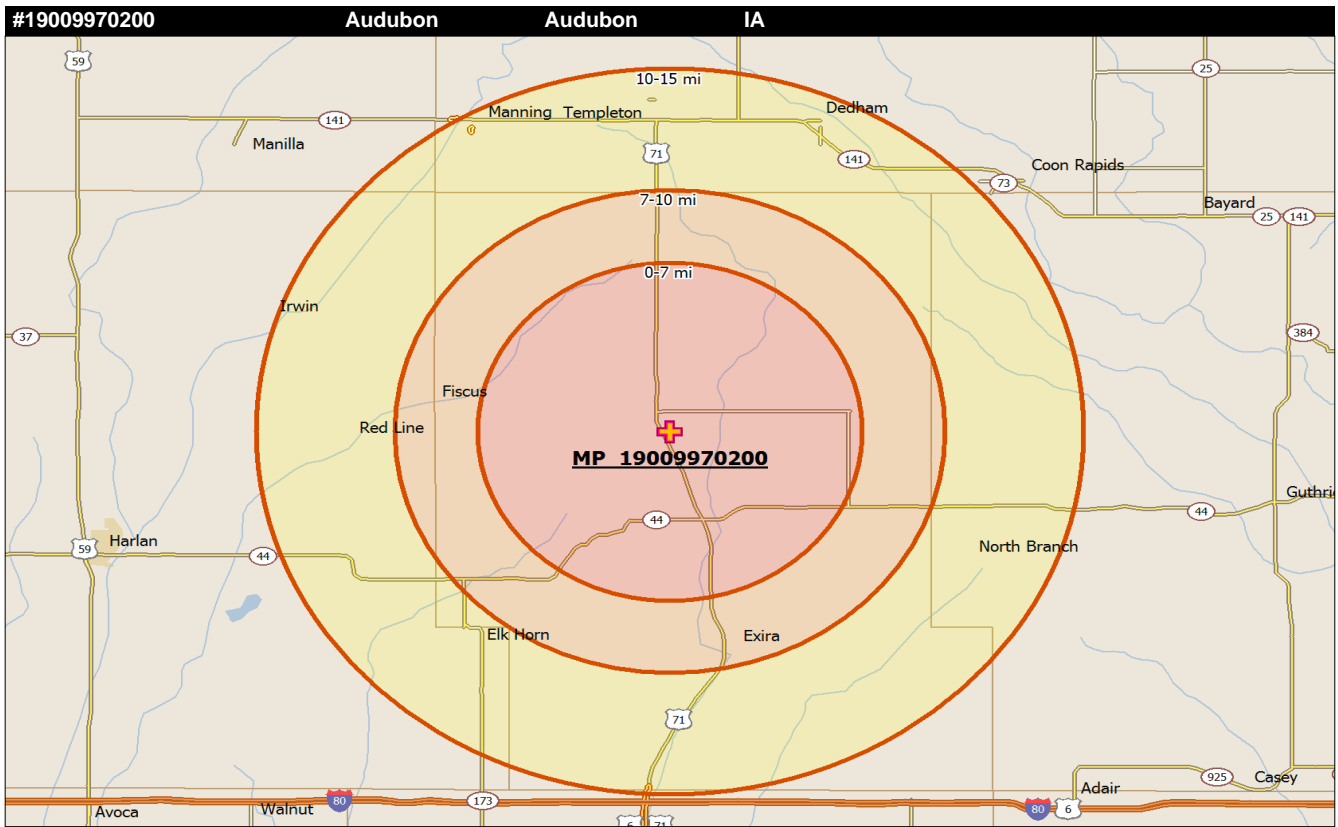 #19009970200 Audubon Audubon IA
59
10-15 mi
25
Manning Templeton
Dedham
141
Manilla
71
141
Coon Rapids
73
7-10 mi
Bayard
25 141
0-7 mi
Irwin
37
384
Fiscus
Red Line
MP 19009970200
Guthri
44
44
Harlan
59
44
North Branch
Elk Horn
Exira
71
925
Casey
Adair
80
173
Walnut
Avoca
80
6
6 71